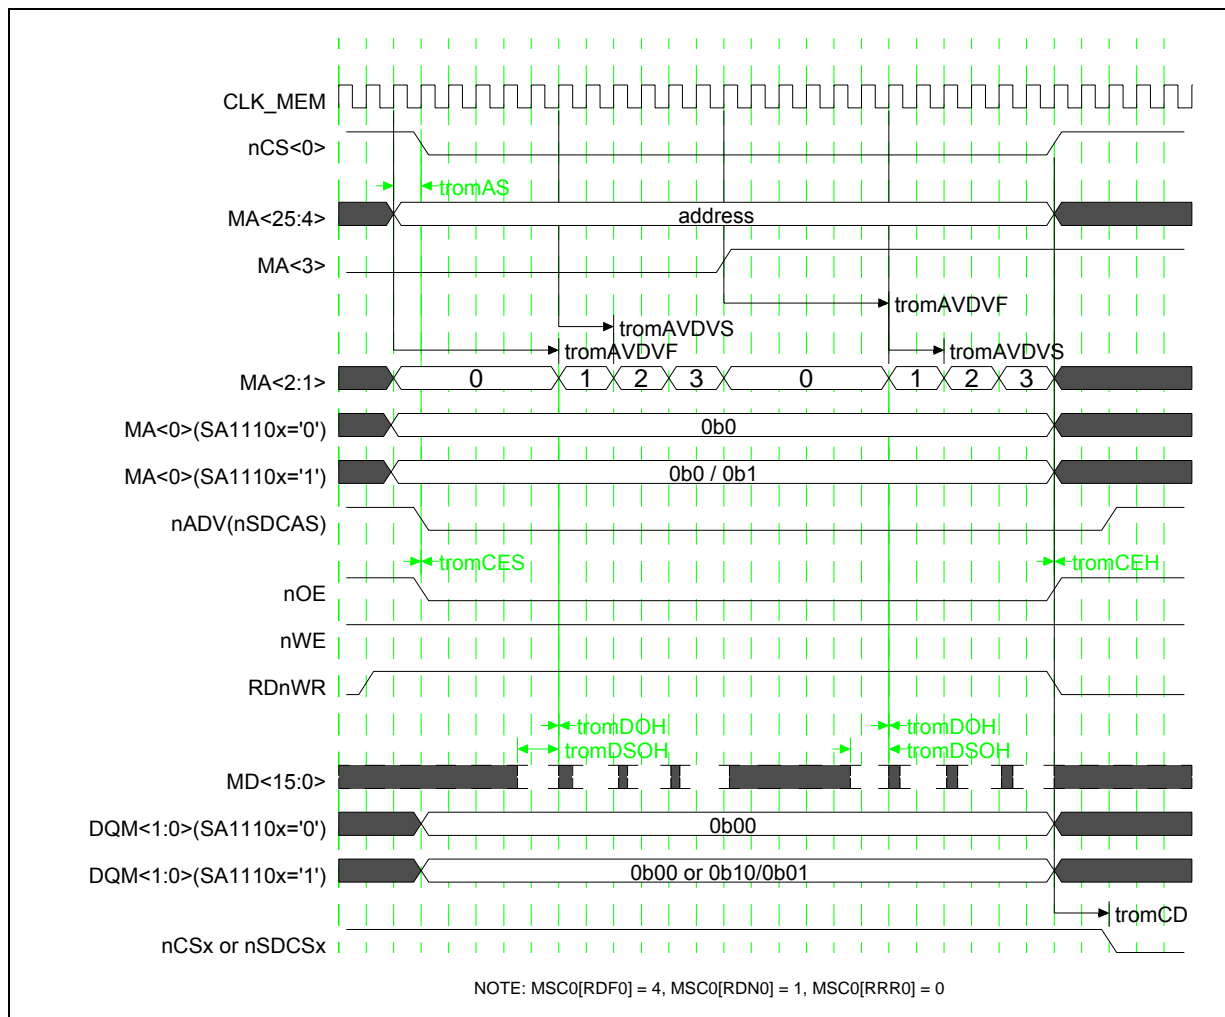 CLK_MEM
nCS<0>
tromAS
MA<25:4>
address
MA<3>
tromAVDVF
tromAVDVS
tromAVDVF
tromAVDVS
MA<2:1>
0 1 2 3 0 1 2 3
MA<0>(SA1110x='0')
0b0
MA<0>(SA1110x='1')
0b0 / 0b1
nADV(nSDCAS)
tromCES
tromCEH
nOE
nWE
RDnWR
tromDOH
tromDOH
tromDSOH
tromDSOH
MD<15:0>
DQM<1:0>(SA1110x='0')
0b00
DQM<1:0>(SA1110x='1')
0b00 or 0b10/0b01
tromCD
nCSx or nSDCSx
NOTE: MSC0[RDF0] = 4, MSC0[RDN0] = 1, MSC0[RRR0] = 0